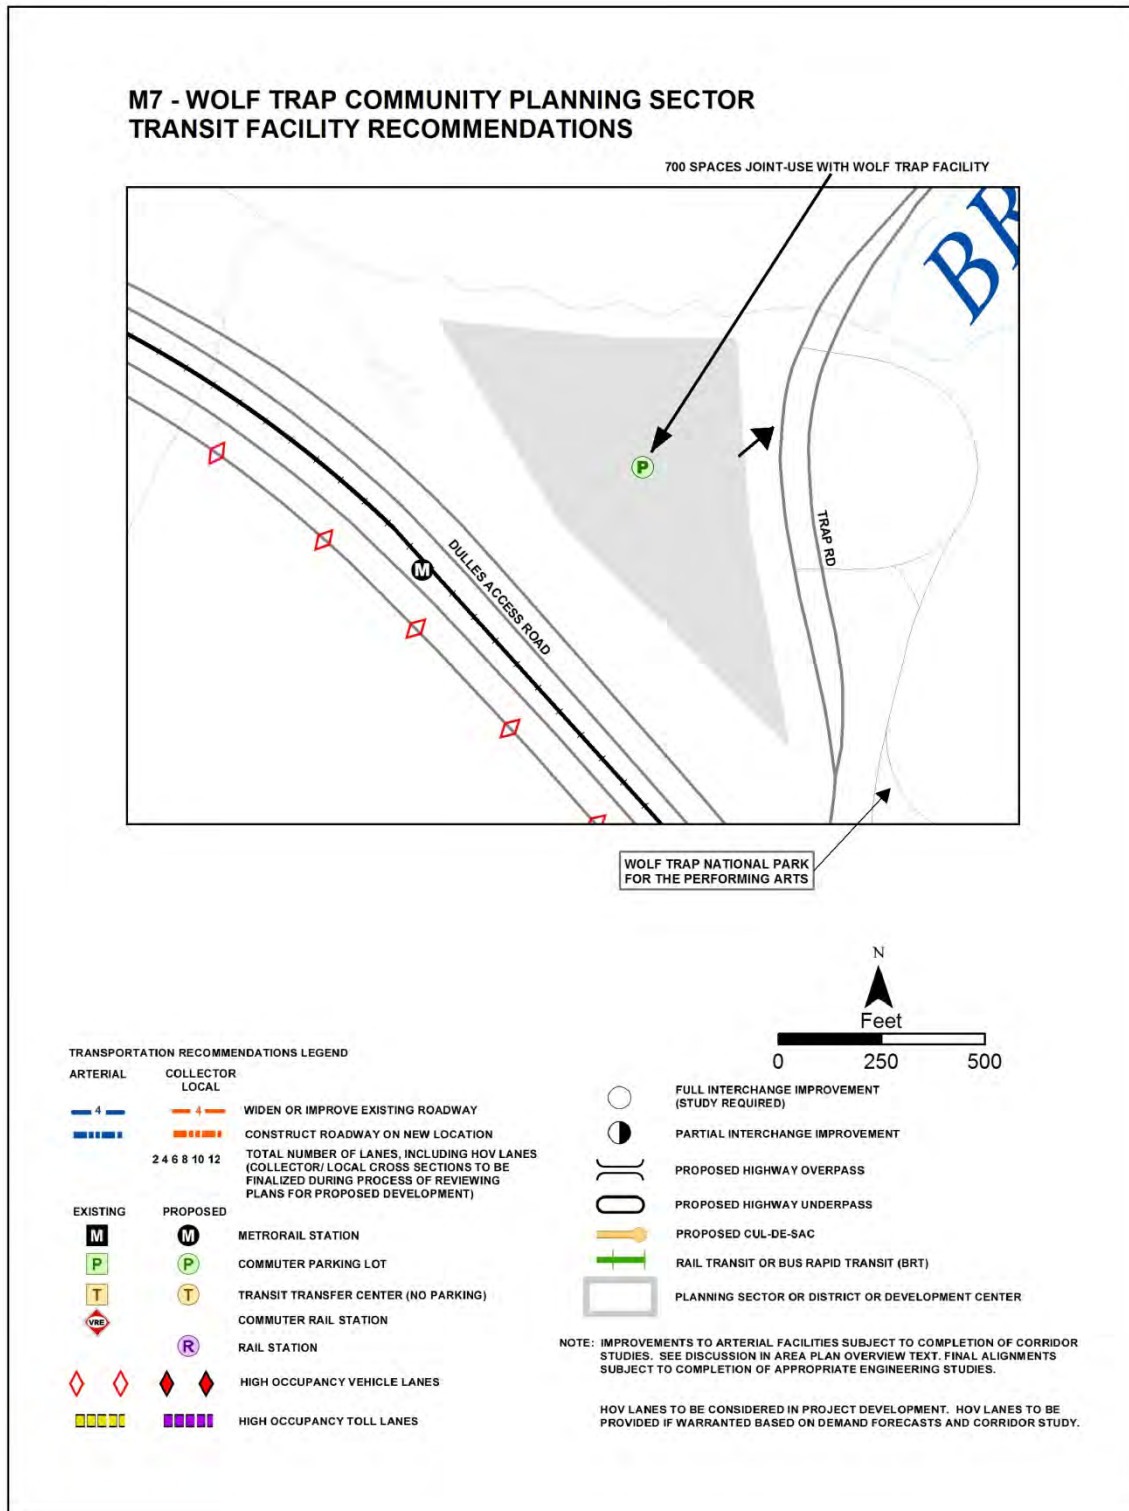 M7 - WOLF TRAP COMMUNITY PLANNING SECTOR
TRANSIT FACILITY RECOMMENDATIONS
700 SPACES JOINT-USE WITH WOLF TRAP FACILITY
BR
P
TRAP RD
DULLES ACCESS ROAD
M
WOLF TRAP NATIONAL PARK
FOR THE PERFORMING ARTS
N
Feet
0 250 500
TRANSPORTATION RECOMMENDATIONS LEGEND
ARTERIAL
COLLECTOR
LOCAL
4 4 WIDEN OR IMPROVE EXISTING ROADWAY
CONSTRUCT ROADWAY ON NEW LOCATION
2 4 6 8 10 12 TOTAL NUMBER OF LANES, INCLUDING HOV LANES
(COLLECTOR/ LOCAL CROSS SECTIONS TO BE
FINALIZED DURING PROCESS OF REVIEWING
PLANS FOR PROPOSED DEVELOPMENT)
EXISTING PROPOSED
M M METRORAIL STATION
P P COMMUTER PARKING LOT
T T TRANSIT TRANSFER CENTER (NO PARKING)
VRE COMMUTER RAIL STATION
R RAIL STATION
HIGH OCCUPANCY VEHICLE LANES
HIGH OCCUPANCY TOLL LANES
FULL INTERCHANGE IMPROVEMENT
(STUDY REQUIRED)
PARTIAL INTERCHANGE IMPROVEMENT
PROPOSED HIGHWAY OVERPASS
PROPOSED HIGHWAY UNDERPASS
PROPOSED CUL-DE-SAC
RAIL TRANSIT OR BUS RAPID TRANSIT (BRT)
PLANNING SECTOR OR DISTRICT OR DEVELOPMENT CENTER
NOTE: IMPROVEMENTS TO ARTERIAL FACILITIES SUBJECT TO COMPLETION OF CORRIDOR
STUDIES. SEE DISCUSSION IN AREA PLAN OVERVIEW TEXT. FINAL ALIGNMENTS
SUBJECT TO COMPLETION OF APPROPRIATE ENGINEERING STUDIES.
HOV LANES TO BE CONSIDERED IN PROJECT DEVELOPMENT. HOV LANES TO BE
PROVIDED IF WARRANTED BASED ON DEMAND FORECASTS AND CORRIDOR STUDY.